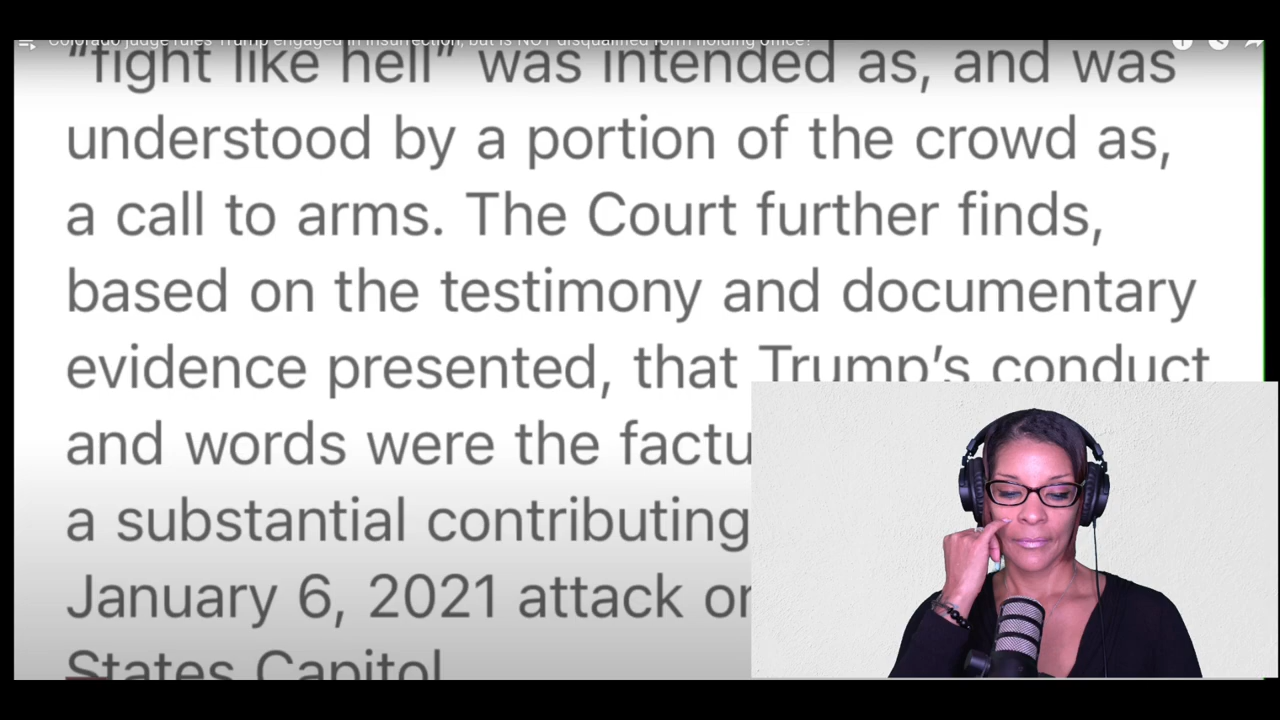 Colorado judge rules Trump engaged in insurrection, but is NOT disqualified form holding office?
“fight like hell” was intended as, and was
understood by a portion of the crowd as,
a call to arms. The Court further finds,
based on the testimony and documentary
evidence presented, that Trump’s conduct
and words were the factu
a substantial contributing
January 6, 2021 attack on
States Capitol